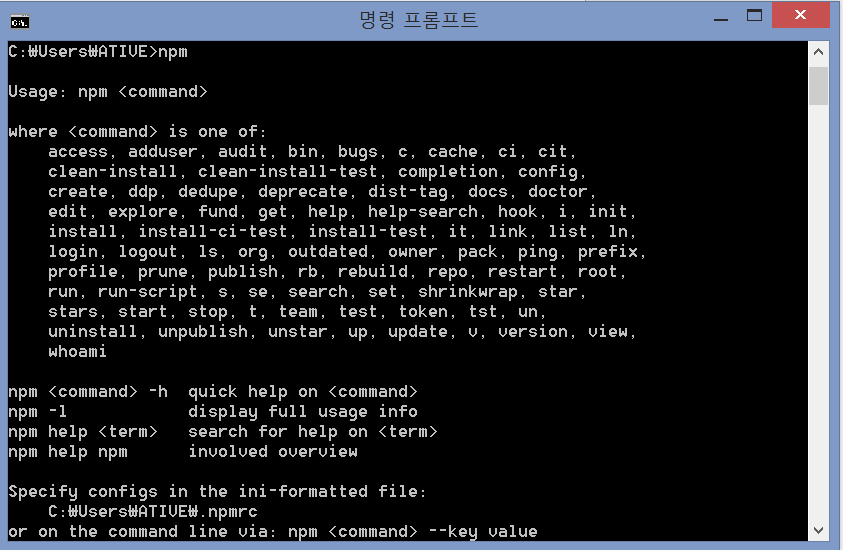 명령 프롬프트
C:₩Users₩ATIVE>npm
Usage: npm <command>
where <command> is one of:
    access, adduser, audit, bin, bugs, c, cache, ci, cit,
    clean-install, clean-install-test, completion, config,
    create, ddp, dedupe, deprecate, dist-tag, docs, doctor,
    edit, explore, fund, get, help, help-search, hook, i, init,
    install, install-ci-test, install-test, it, link, list, ln,
    login, logout, ls, org, outdated, owner, pack, ping, prefix,
    profile, prune, publish, rb, rebuild, repo, restart, root,
    run, run-script, s, se, search, set, shrinkwrap, star,
    stars, start, stop, t, team, test, token, tst, un,
    uninstall, unpublish, unstar, up, update, v, version, view,
    whoami
npm <command> -h  quick help on <command>
npm -l            display full usage info
npm help <term>   search for help on <term>
npm help npm      involved overview
Specify configs in the ini-formatted file:
    C:₩Users₩ATIVE₩.npmrc
or on the command line via: npm <command> --key value